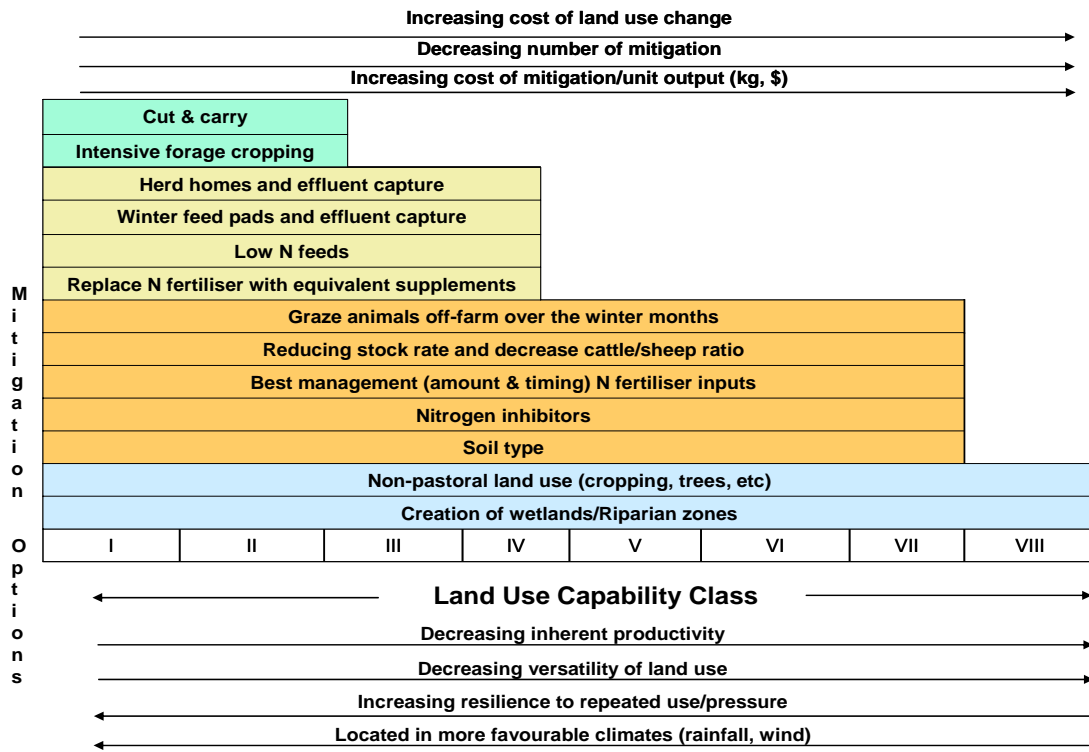 Increasing cost of land use change
Decreasing number of mitigation
Increasing cost of mitigation/unit output (kg, $)
Cut & carry
Intensive forage cropping
Herd homes and effluent capture
Winter feed pads and effluent capture
Low N feeds
Replace N fertiliser with equivalent supplements
Graze animals off-farm over the winter months
Reducing stock rate and decrease cattle/sheep ratio
Best management (amount & timing) N fertiliser inputs
Nitrogen inhibitors
Soil type
Non-pastoral land use (cropping, trees, etc)
Creation of wetlands/Riparian zones
Mitigation Options
I II III IV V VI VII VIII
Land Use Capability Class
Decreasing inherent productivity
Decreasing versatility of land use
Increasing resilience to repeated use/pressure
Located in more favourable climates (rainfall, wind)